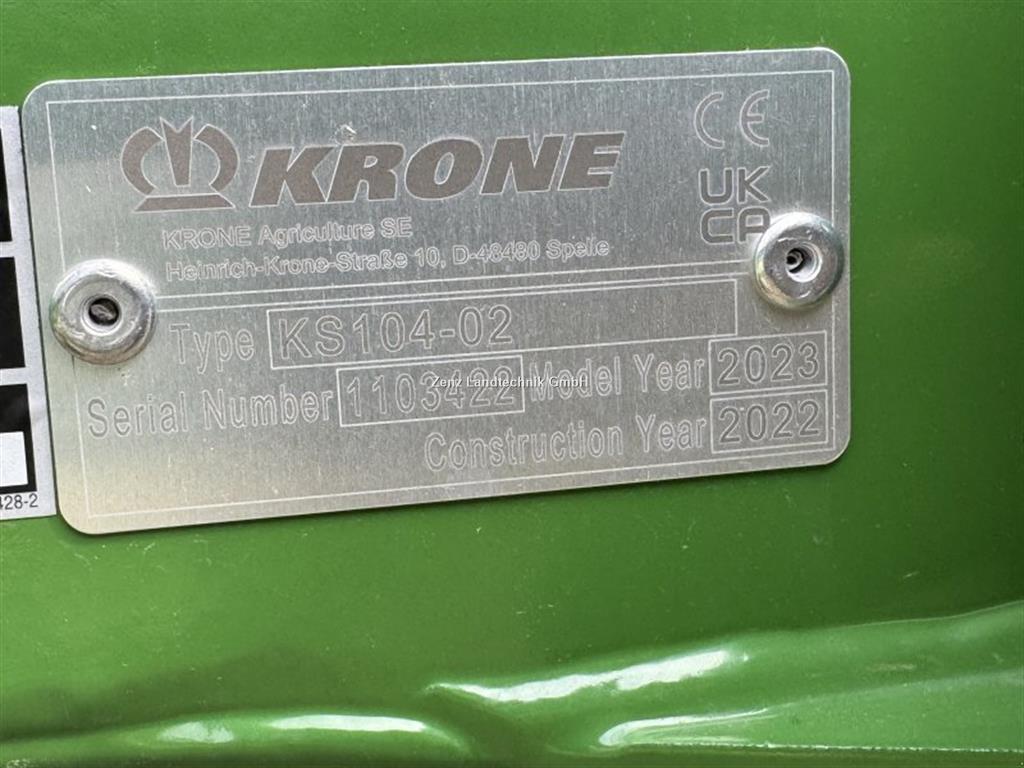 KRONE
CE
UK
CA
KRONE Agriculture SE
Heinrich-Krone-Straße 10, D-48480 Spelle
Type KS104-02
Serial Number 1103422 Model Year 2023
Zenz Landtechnik GmbH
Construction Year 2022
428-2